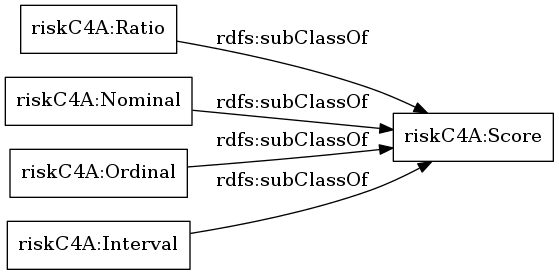 riskC4A:Ratio
rdfs:subClassOf
riskC4A:Nominal
rdfs:subClassOf
riskC4A:Score
rdfs:subClassOf
riskC4A:Ordinal
rdfs:subClassOf
riskC4A:Interval